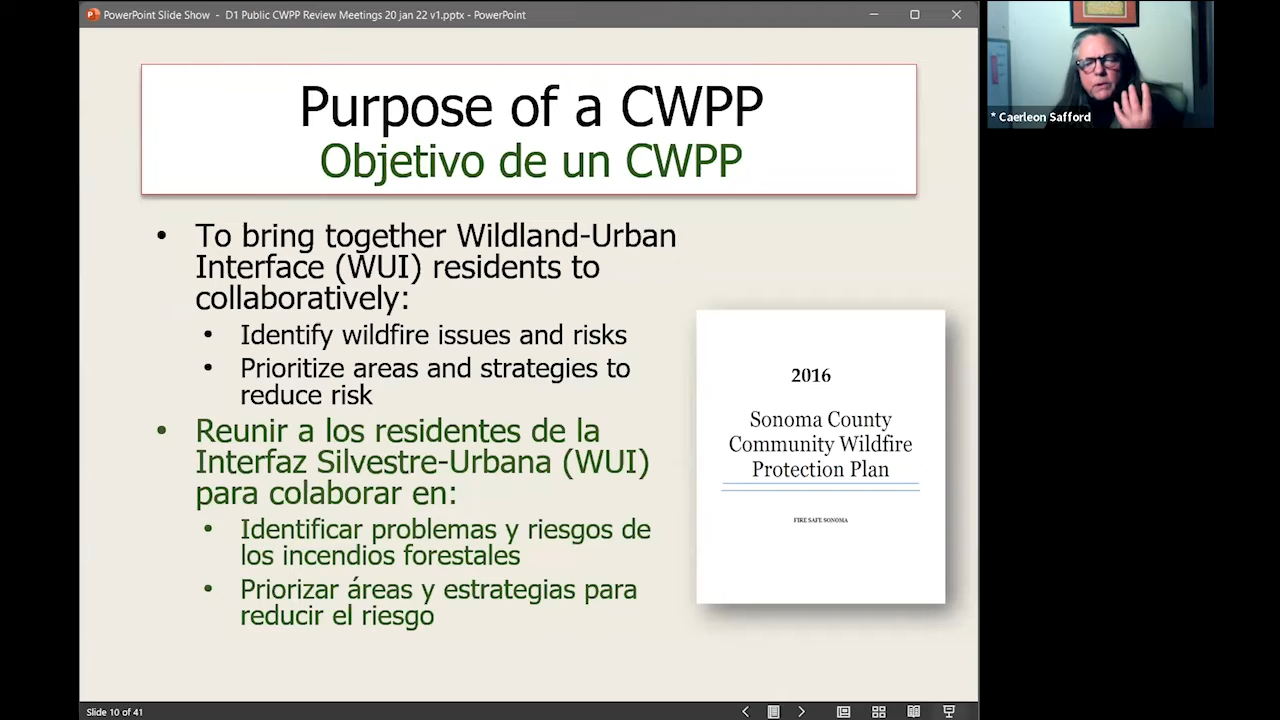 PowerPoint Slide Show - D1 Public CWPP Review Meetings 20 jan 22 v1.pptx - PowerPoint
Purpose of a CWPP
Objetivo de un CWPP
• To bring together Wildland-Urban
Interface (WUI) residents to
collaboratively:
• Identify wildfire issues and risks
• Prioritize areas and strategies to
reduce risk
• Reunir a los residentes de la
Interfaz Silvestre-Urbana (WUI)
para colaborar en:
• Identificar problemas y riesgos de
los incendios forestales
• Priorizar áreas y estrategias para
reducir el riesgo
2016
Sonoma County
Community Wildfire
Protection Plan
FIRE SAFE SONOMA
* Caerleon Safford
Slide 10 of 41